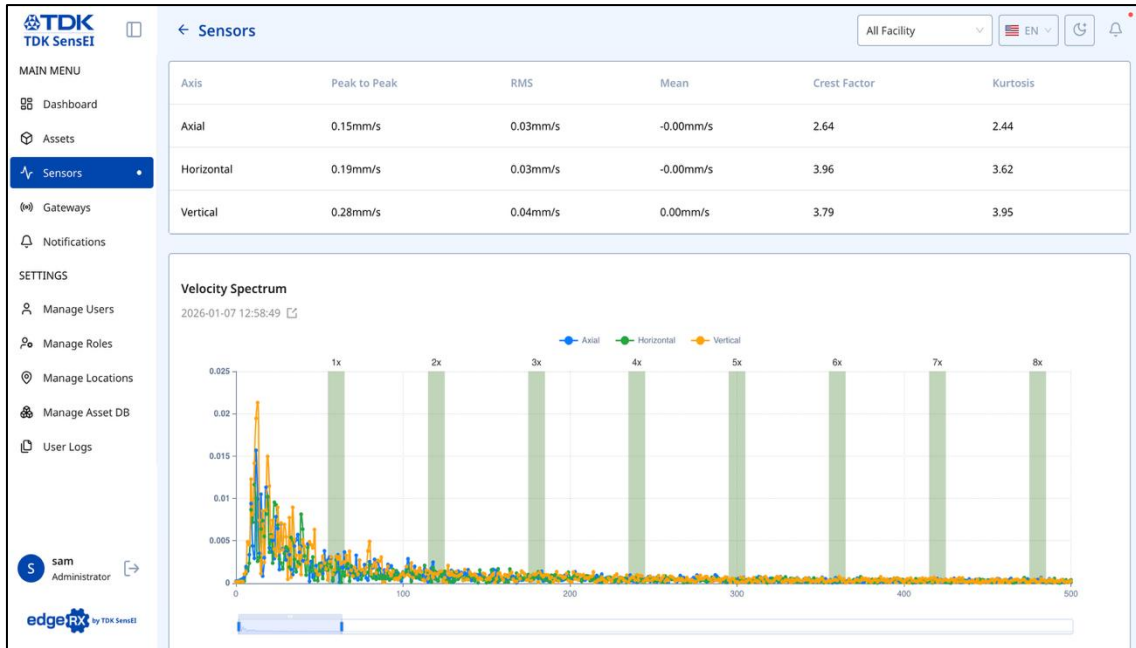 TDK
TDK SensEI
MAIN MENU
Dashboard
Assets
Sensors
Gateways
Notifications
SETTINGS
Manage Users
Manage Roles
Manage Locations
Manage Asset DB
User Logs
S
sam
Administrator
edgeRX by TDK SensEI
← Sensors
All Facility
EN
Axis Peak to Peak RMS Mean Crest Factor Kurtosis
Axial 0.15mm/s 0.03mm/s -0.00mm/s 2.64 2.44
Horizontal 0.19mm/s 0.03mm/s -0.00mm/s 3.96 3.62
Vertical 0.28mm/s 0.04mm/s 0.00mm/s 3.79 3.95
Velocity Spectrum
2026-01-07 12:58:49
Axial Horizontal Vertical
1x 2x 3x 4x 5x 6x 7x 8x
0.025
0.02
0.015
0.01
0.005
0
0 100 200 300 400 500